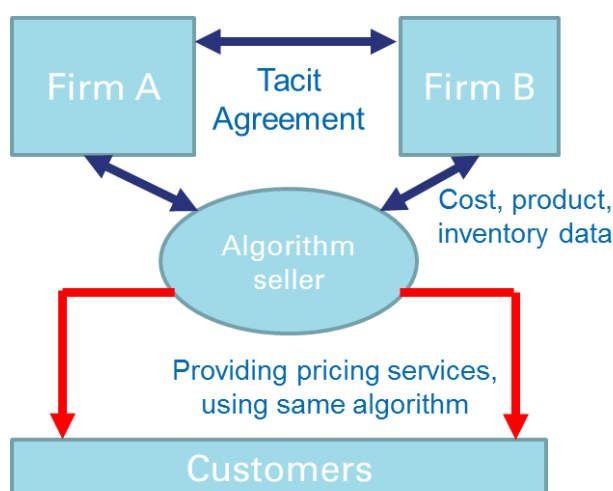 Firm A
Tacit
Agreement
Firm B
Cost, product,
inventory data
Algorithm
seller
Providing pricing services,
using same algorithm
Customers